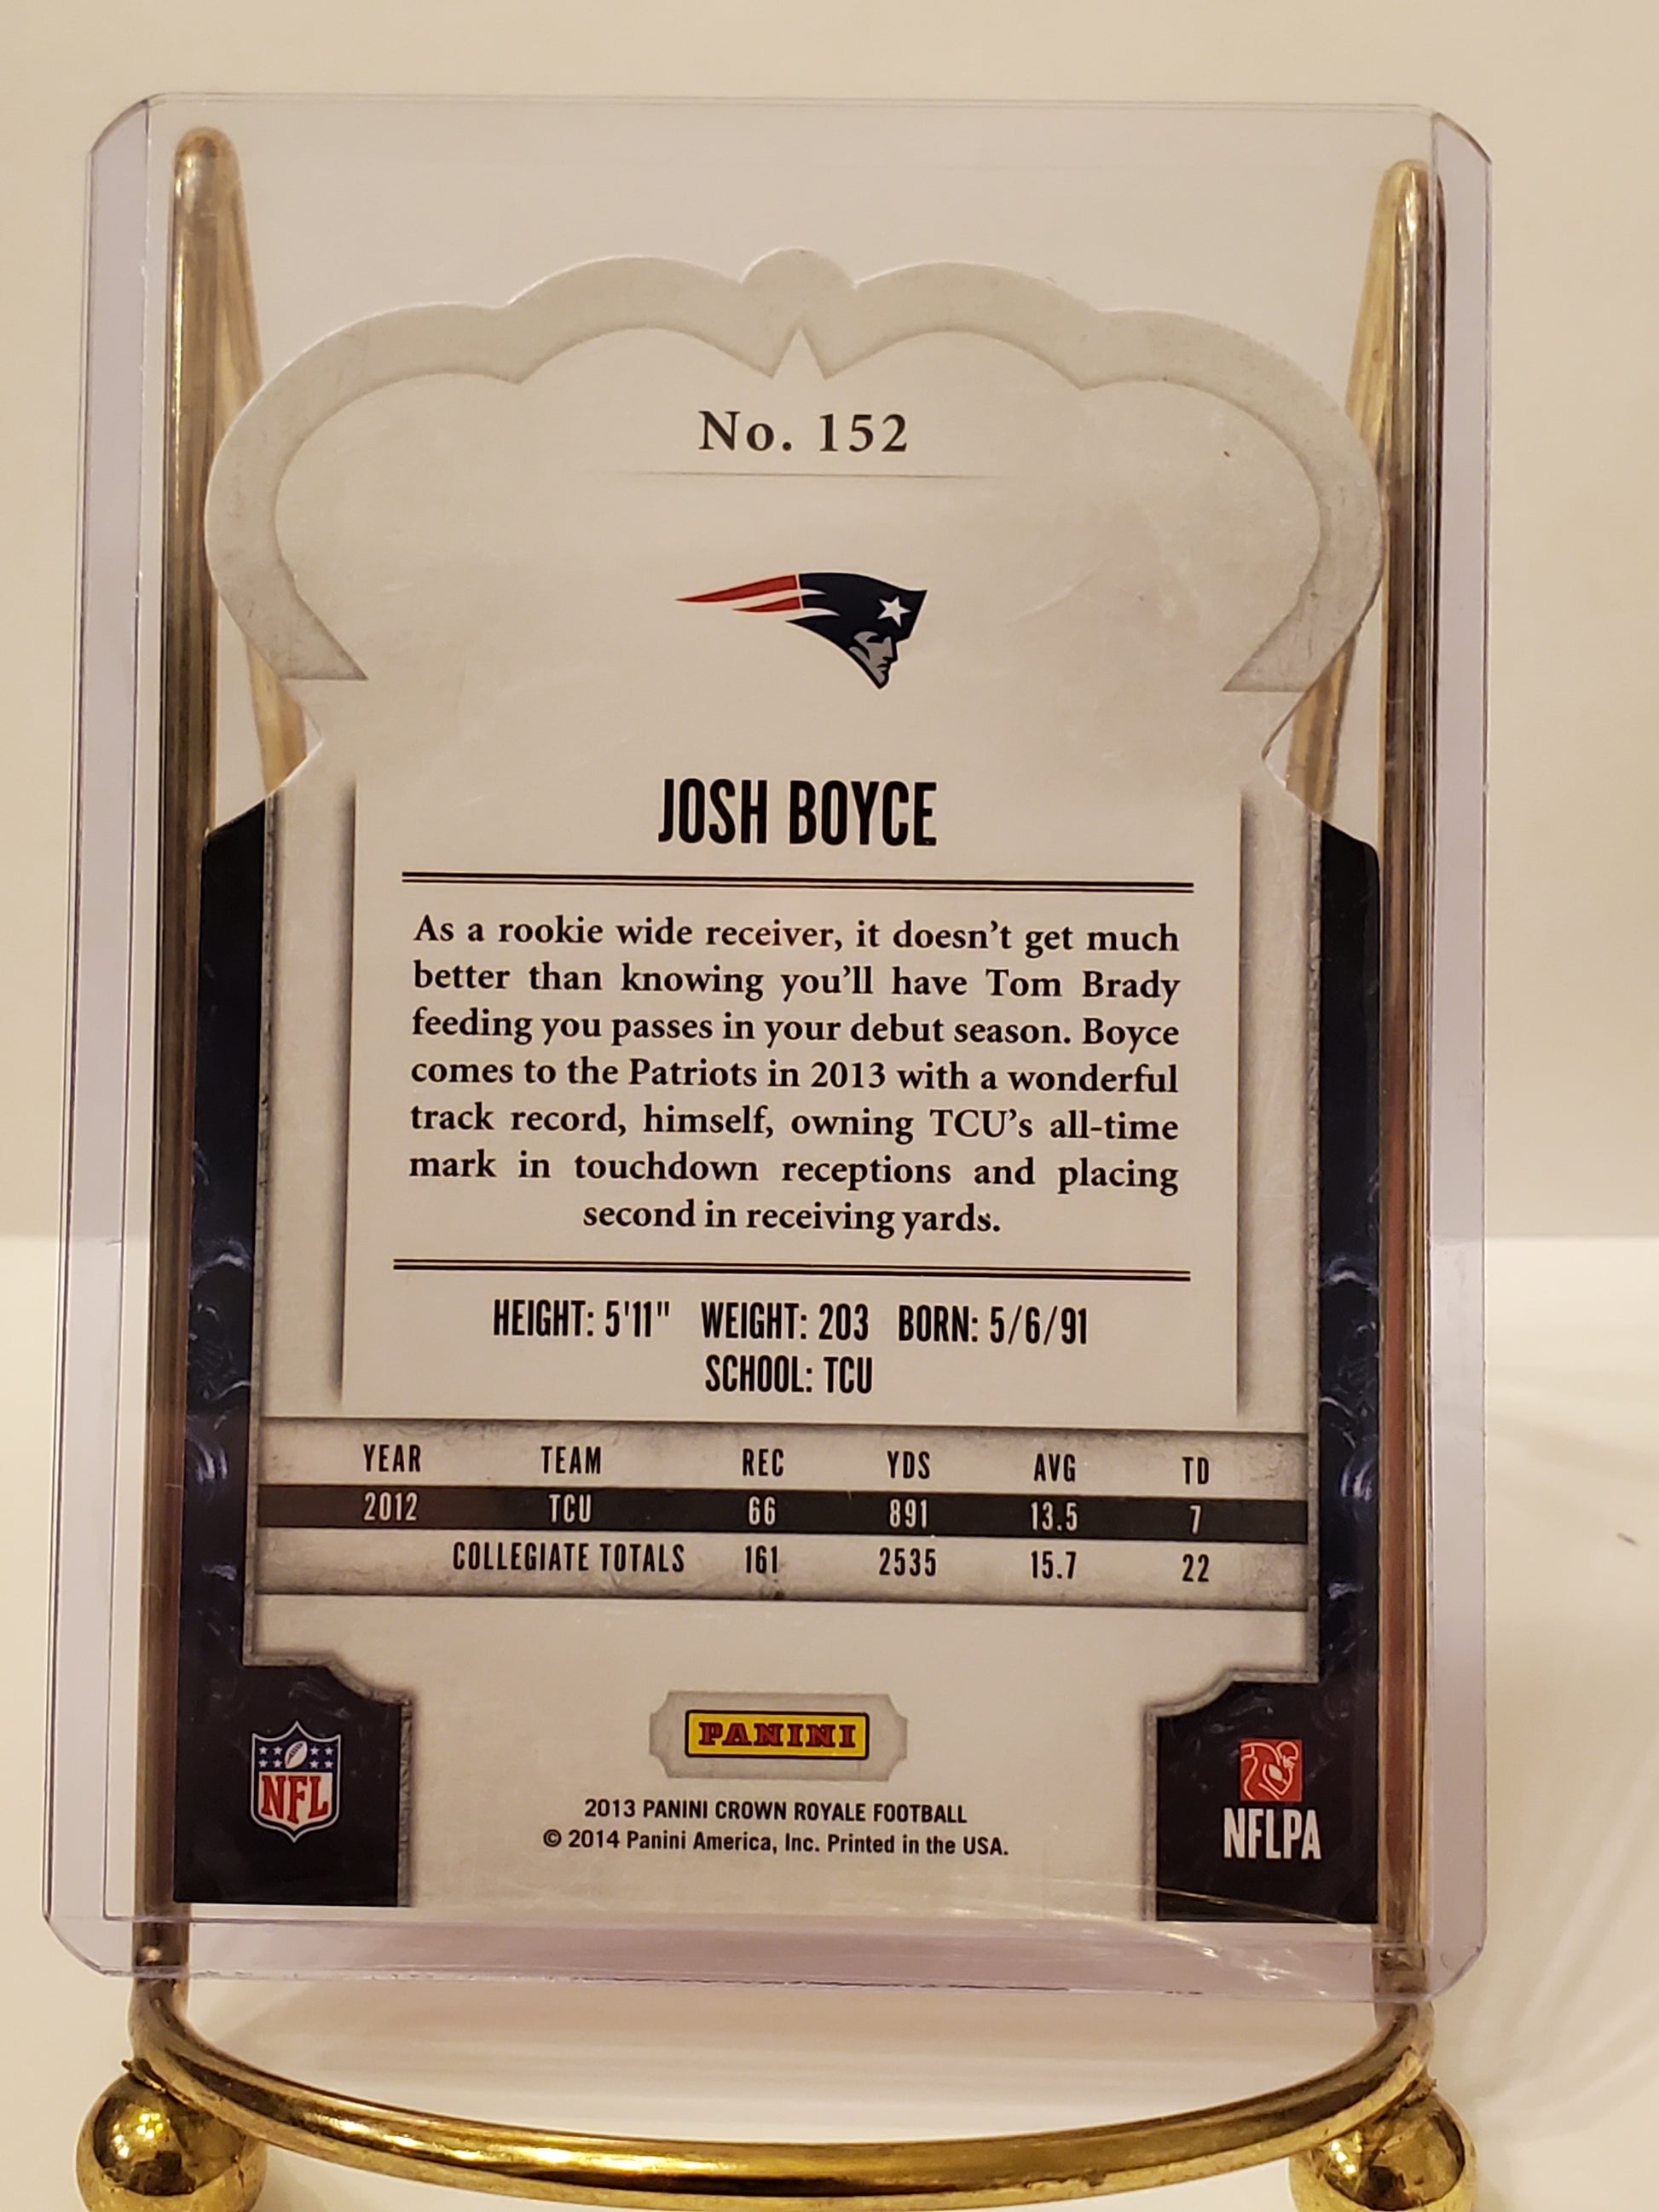 No. 152
JOSH BOYCE
As a rookie wide receiver, it doesn't get much
better than knowing you'll have Tom Brady
feeding you passes in your debut season. Boyce
comes to the Patriots in 2013 with a wonderful
track record, himself, owning TCU's all-time
mark in touchdown receptions and placing
second in receiving yards.
HEIGHT: 5'11" WEIGHT: 203 BORN: 5/6/91
SCHOOL: TCU
YEAR TEAM REC YDS AVG TD
2012 TCU 66 891 13.5 7
COLLEGIATE TOTALS 161 2535 15.7 22
PANINI
NFL
NFLPA
2013 PANINI CROWN ROYALE FOOTBALL
© 2014 Panini America, Inc. Printed in the USA.